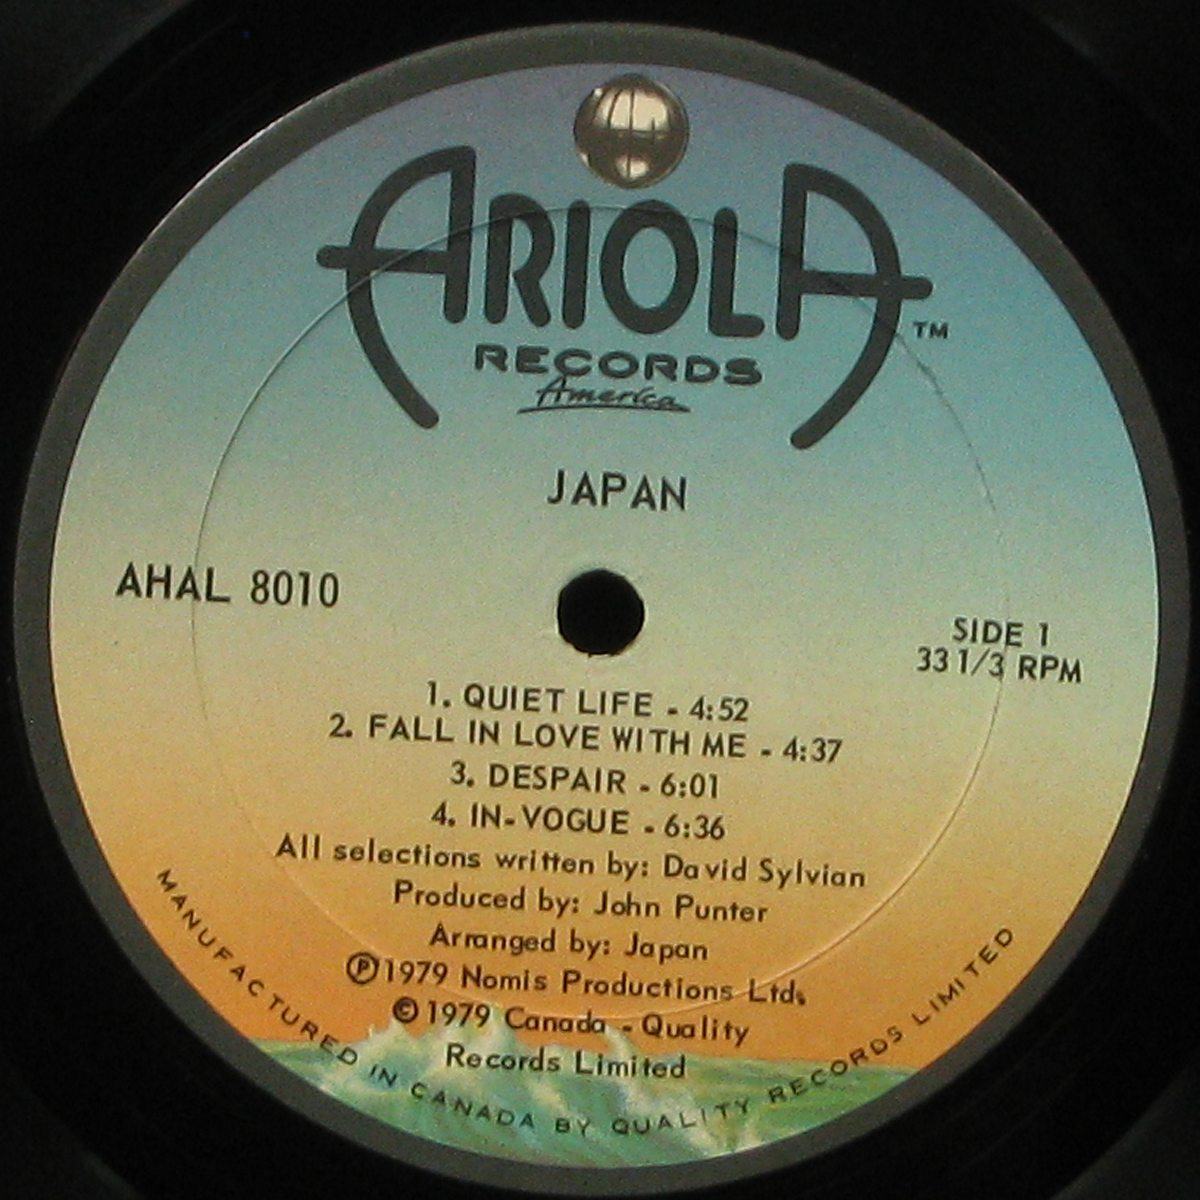 ARIOLA
TM
RECORDS
America
JAPAN
AHAL 8010
SIDE 1
33 1/3 RPM
1. QUIET LIFE - 4:52
2. FALL IN LOVE WITH ME - 4:37
3. DESPAIR - 6:01
4. IN-VOGUE - 6:36
All selections written by: David Sylvian
Produced by: John Punter
Arranged by: Japan
Ⓟ1979 Nomis Productions Ltd.
©1979 Canada - Quality
Records Limited
MANUFACTURED IN CANADA BY QUALITY RECORDS LIMITED